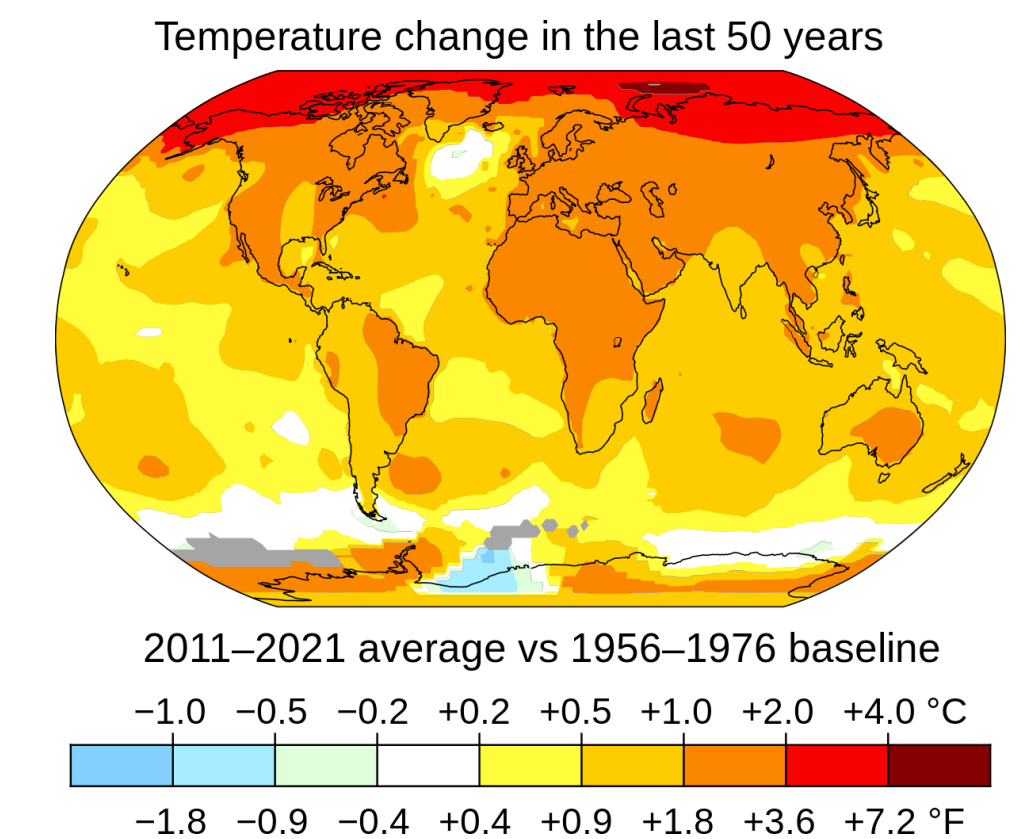 Temperature change in the last 50 years
2011–2021 average vs 1956–1976 baseline
−1.0 −0.5 −0.2 +0.2 +0.5 +1.0 +2.0 +4.0 °C
−1.8 −0.9 −0.4 +0.4 +0.9 +1.8 +3.6 +7.2 °F